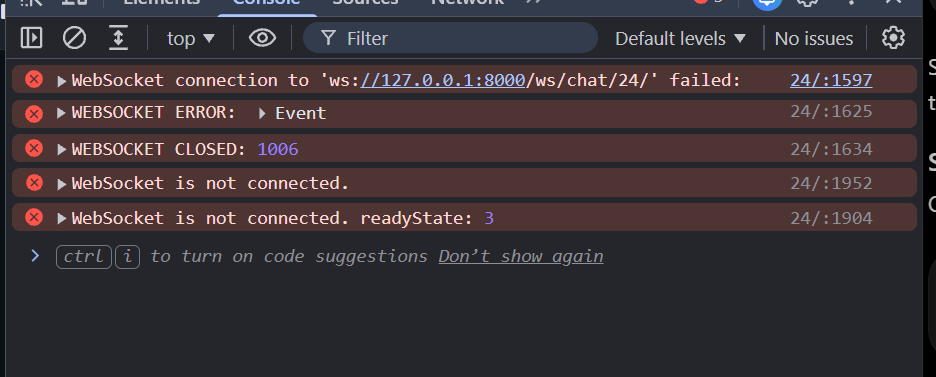 Elements Console Sources Network
top Filter Default levels No issues
WebSocket connection to 'ws://127.0.0.1:8000/ws/chat/24/' failed: 24/:1597
WEBSOCKET ERROR: Event 24/:1625
WEBSOCKET CLOSED: 1006 24/:1634
WebSocket is not connected. 24/:1952
WebSocket is not connected. readyState: 3 24/:1904
ctrl i to turn on code suggestions Don’t show again